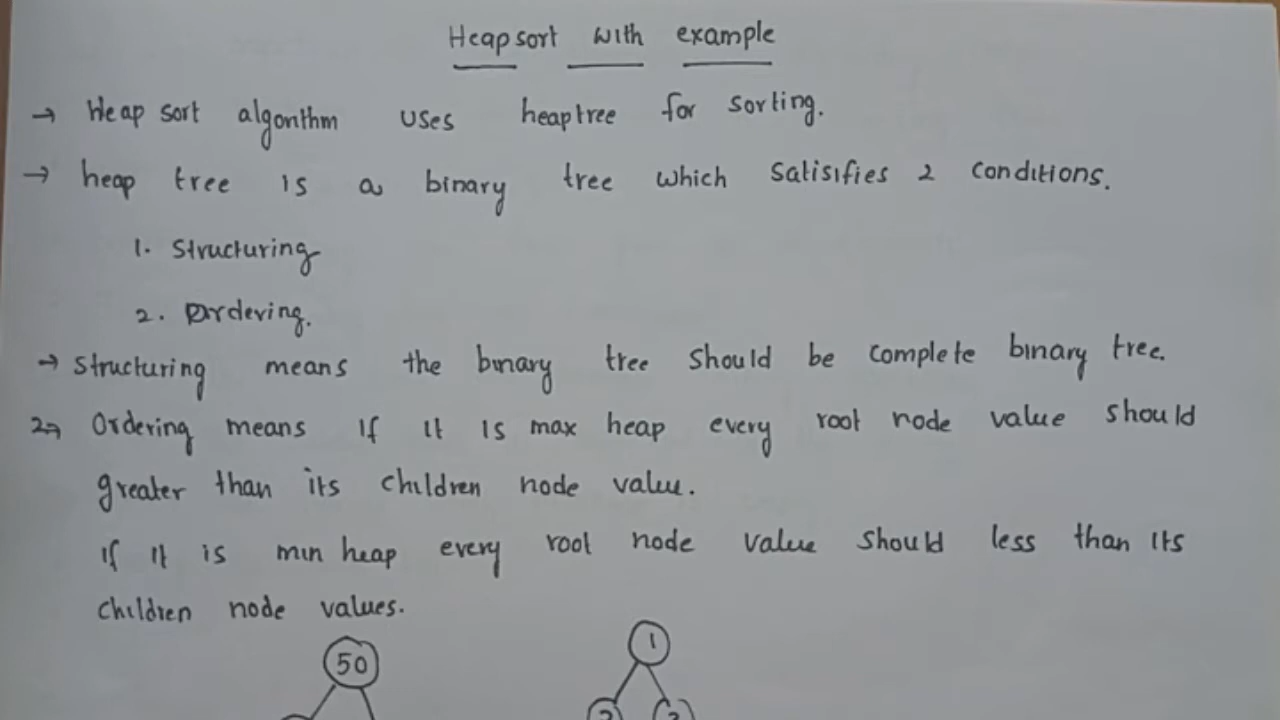 Heap sort with example
→ Heap sort algorithm uses heaptree for sorting.
→ heap tree is a binary tree which satisifies 2 conditions.
1. Structuring
2. Ordering.
→ Structuring means the binary tree should be complete binary tree.
2→ Ordering means if it is max heap every root node value should
greater than its children node value.
if it is min heap every root node value should less than its
children node values.
50 1